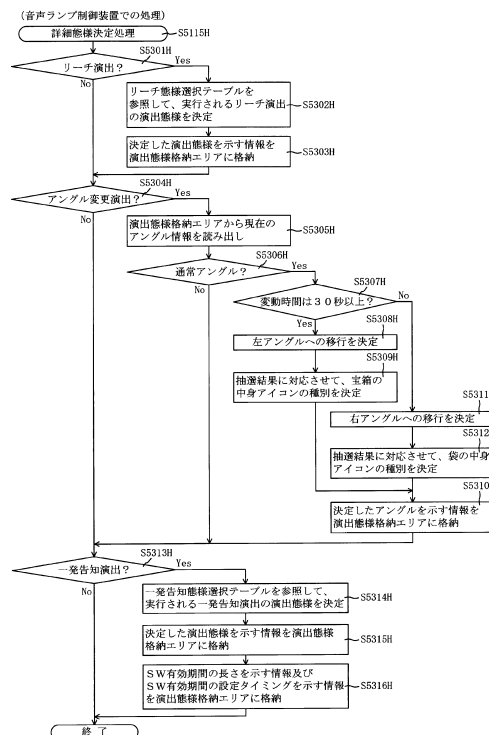 (音声ランプ制御装置での処理)
詳細態様決定処理
S5115H
リーチ演出?
S5301H
Yes
No
リーチ態様選択テーブルを
参照して、実行されるリーチ演出
の演出態様を決定
S5302H
決定した演出態様を示す情報を
演出態様格納エリアに格納
S5303H
アングル変更演出?
S5304H
Yes
No
演出態様格納エリアから現在の
アングル情報を読み出し
S5305H
通常アングル?
S5306H
Yes
No
変動時間は30秒以上?
S5307H
No
Yes
S5308H
左アングルへの移行を決定
S5309H
抽選結果に対応させて、宝箱の
中身アイコンの種別を決定
S5311
右アングルへの移行を決定
S5312
抽選結果に対応させて、袋の中身
アイコンの種別を決定
S5310
決定したアングルを示す情報を
演出態様格納エリアに格納
一発告知演出?
S5313H
Yes
No
一発告知態様選択テーブルを参照して、
実行される一発告知演出の演出態様を決定
S5314H
決定した演出態様を示す情報を演出態様
格納エリアに格納
S5315H
SW有効期間の長さを示す情報及び
SW有効期間の設定タイミングを示す情報
を演出態様格納エリアに格納
S5316H
終了